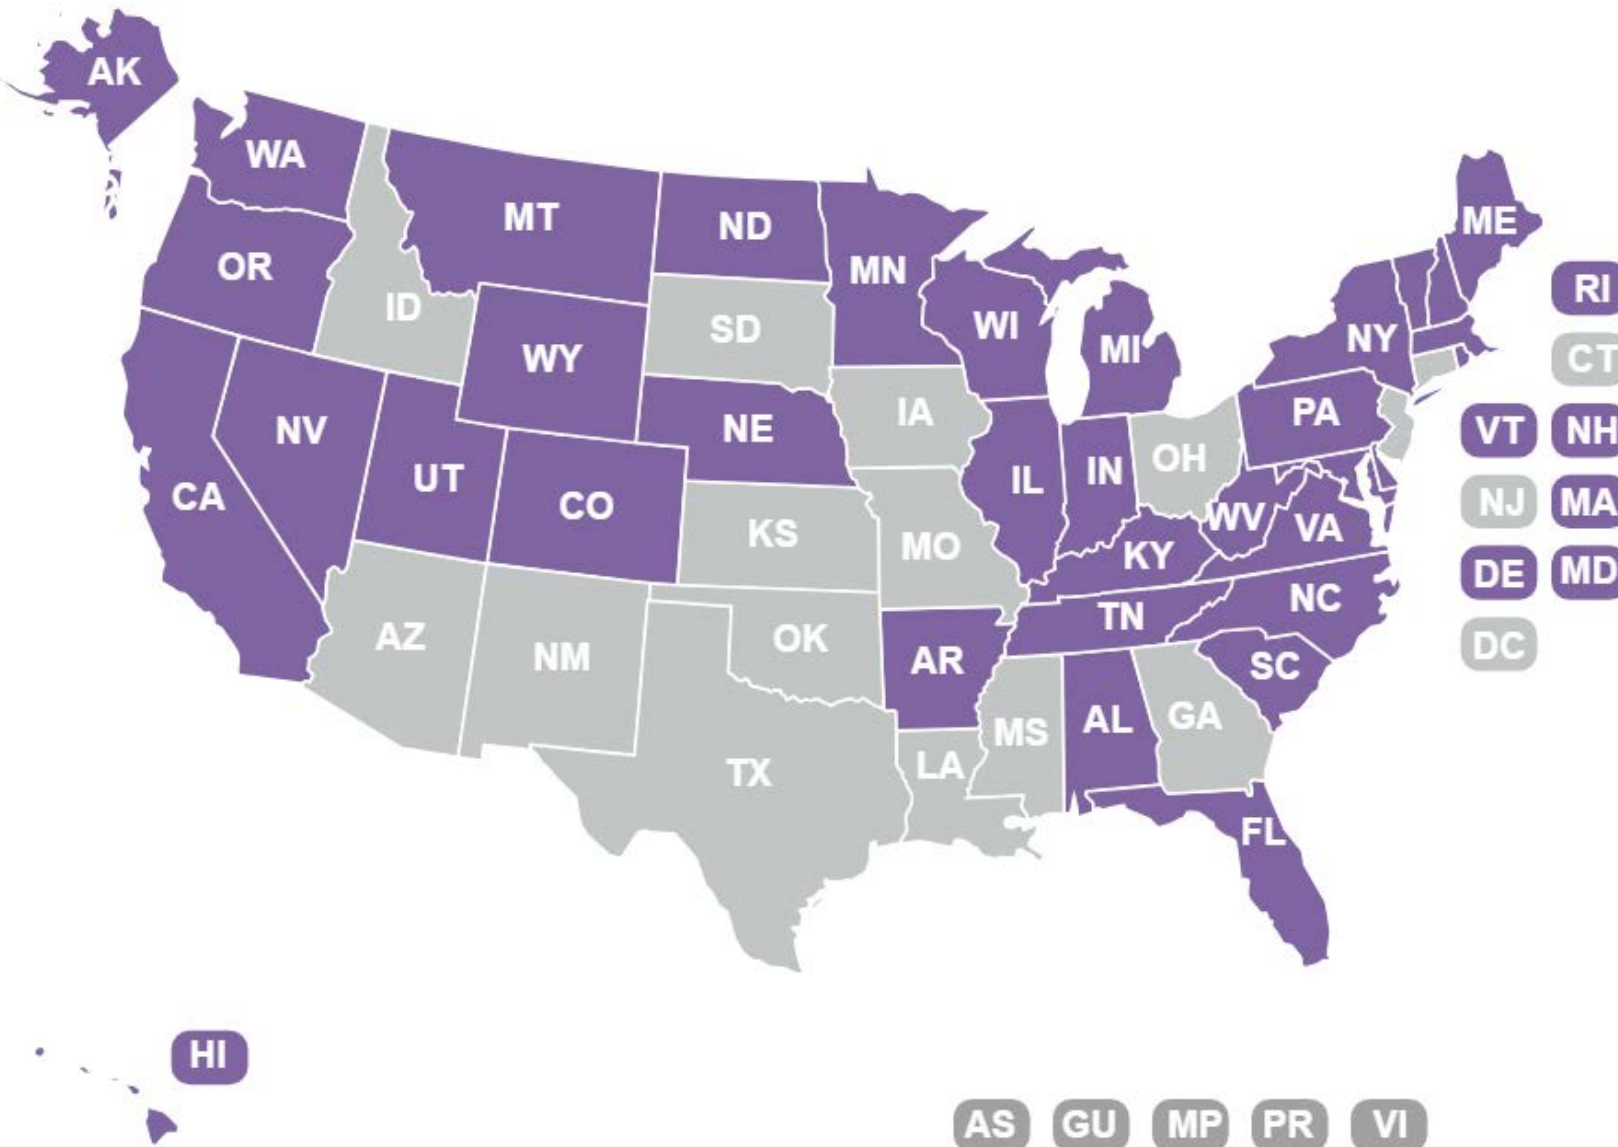 AK
WA
MT
ND
ME
OR
MN
RI
ID
WI
NY
SD
MI
WY
CT
IA
PA
NE
NV
VT NH
OH
IN
UT
IL
CA
CO
NJ MA
WV
VA
KS
MO
KY
DE MD
NC
TN
AZ
OK
NM
AR
SC
DC
GA
AL
MS
LA
TX
FL
HI
AS GU MP PR VI